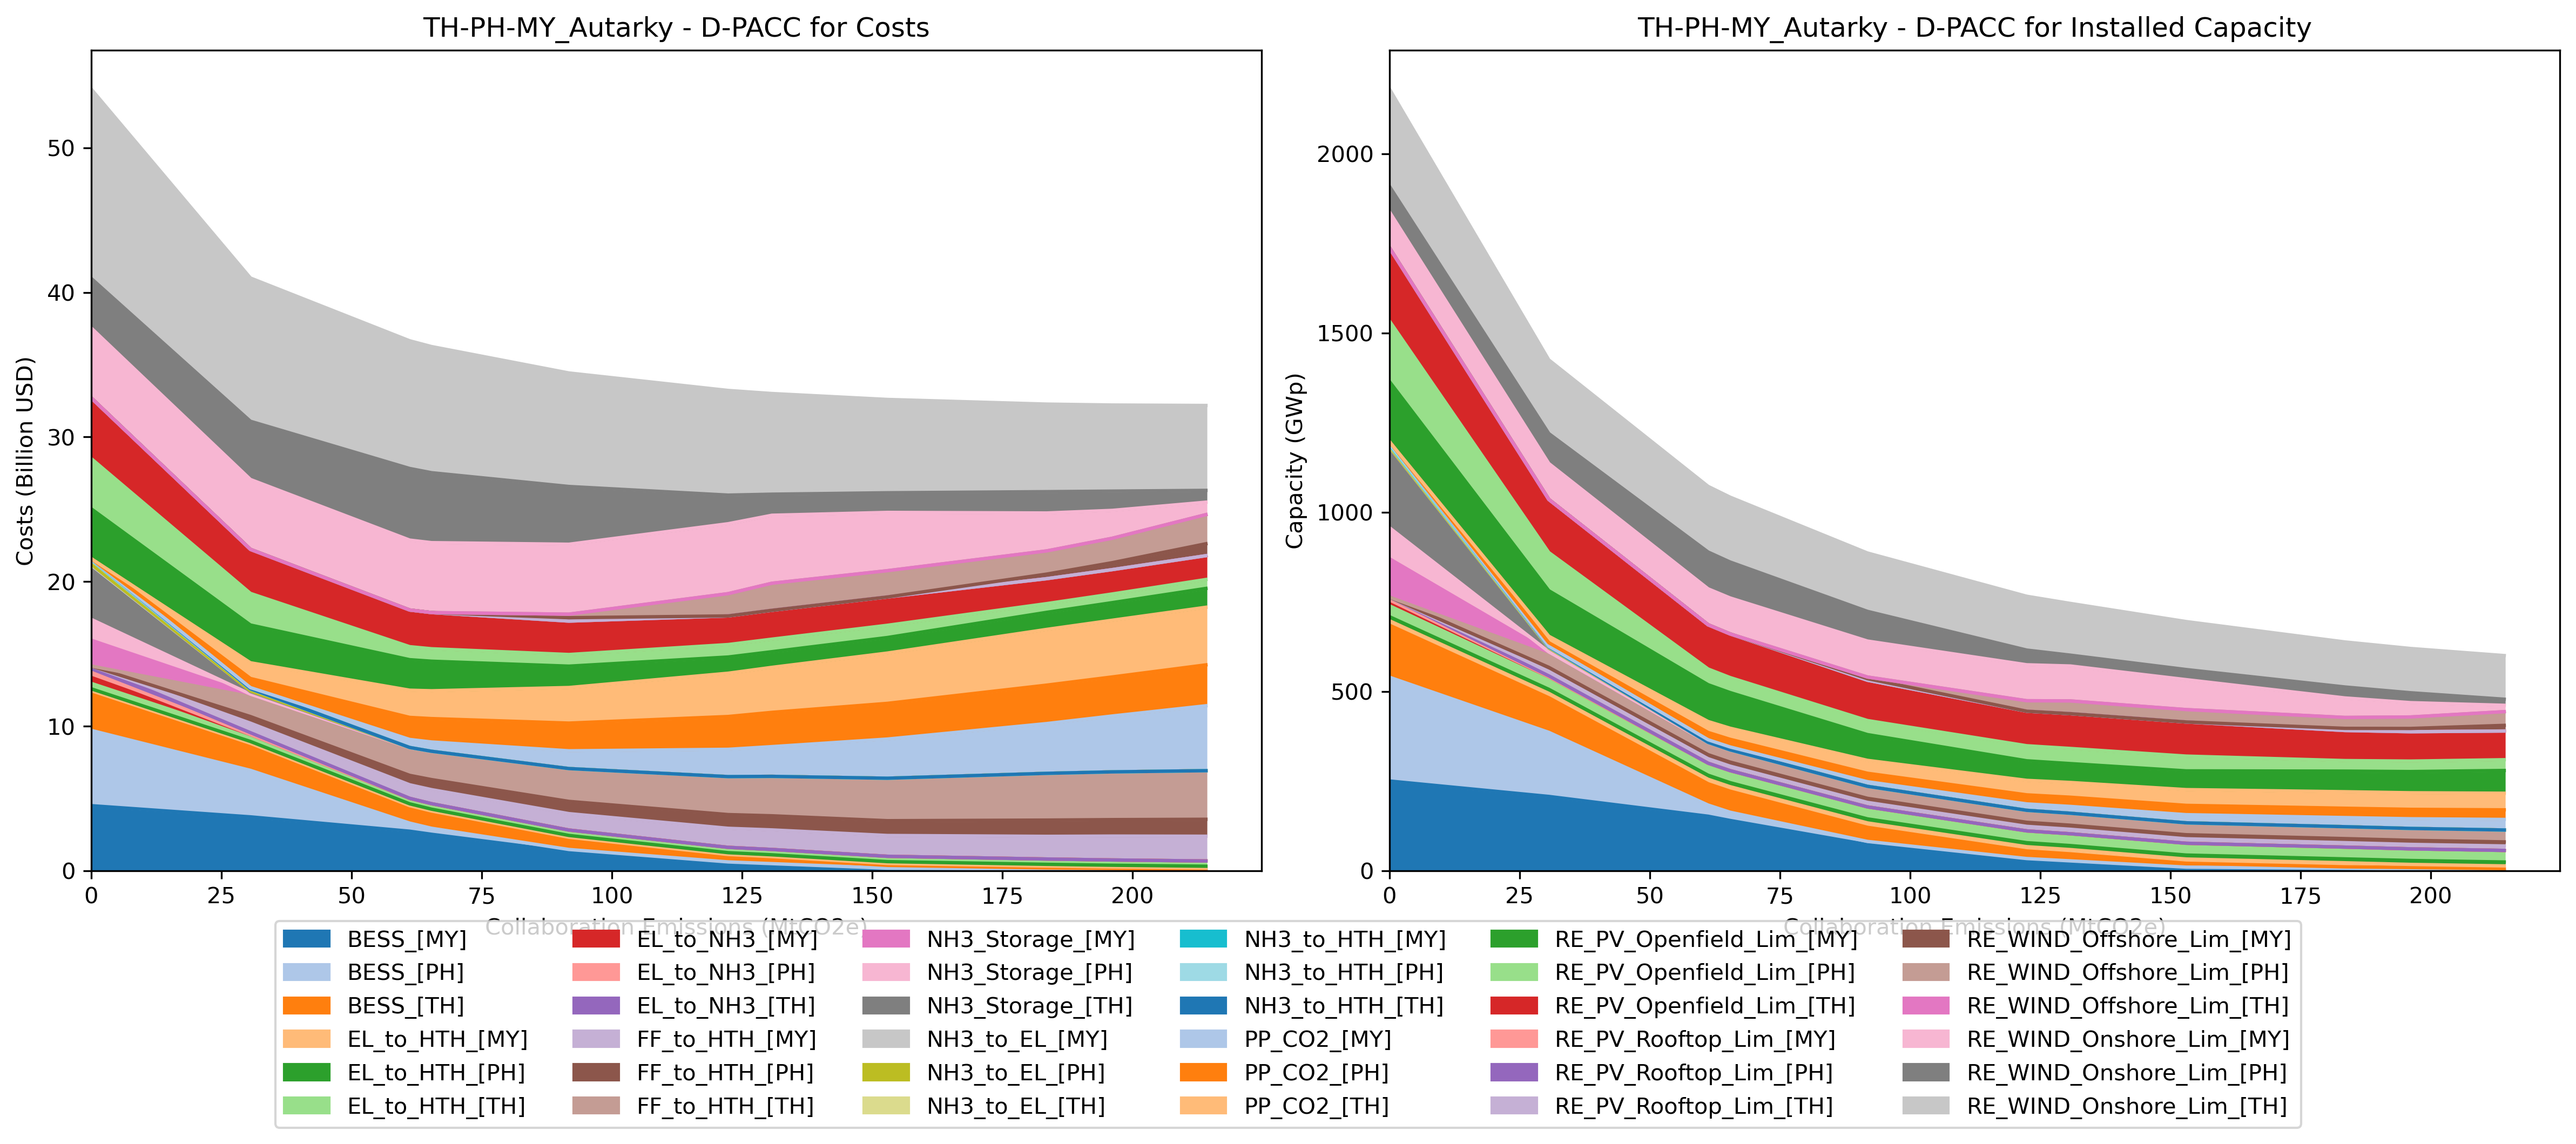 TH-PH-MY_Autarky - D-PACC for Costs
50
40
30
20
10
0
Costs (Billion USD)
0 25 50 75 100 125 150 175 200
Collaboration Emissions (MtCO2e)
TH-PH-MY_Autarky - D-PACC for Installed Capacity
2000
1500
1000
500
0
Capacity (GWp)
0 25 50 75 100 125 150 175 200
Collaboration Emissions (MtCO2e)
BESS_[MY]
BESS_[PH]
BESS_[TH]
EL_to_HTH_[MY]
EL_to_HTH_[PH]
EL_to_HTH_[TH]
EL_to_NH3_[MY]
EL_to_NH3_[PH]
EL_to_NH3_[TH]
FF_to_HTH_[MY]
FF_to_HTH_[PH]
FF_to_HTH_[TH]
NH3_Storage_[MY]
NH3_Storage_[PH]
NH3_Storage_[TH]
NH3_to_EL_[MY]
NH3_to_EL_[PH]
NH3_to_EL_[TH]
NH3_to_HTH_[MY]
NH3_to_HTH_[PH]
NH3_to_HTH_[TH]
PP_CO2_[MY]
PP_CO2_[PH]
PP_CO2_[TH]
RE_PV_Openfield_Lim_[MY]
RE_PV_Openfield_Lim_[PH]
RE_PV_Openfield_Lim_[TH]
RE_PV_Rooftop_Lim_[MY]
RE_PV_Rooftop_Lim_[PH]
RE_PV_Rooftop_Lim_[TH]
RE_WIND_Offshore_Lim_[MY]
RE_WIND_Offshore_Lim_[PH]
RE_WIND_Offshore_Lim_[TH]
RE_WIND_Onshore_Lim_[MY]
RE_WIND_Onshore_Lim_[PH]
RE_WIND_Onshore_Lim_[TH]